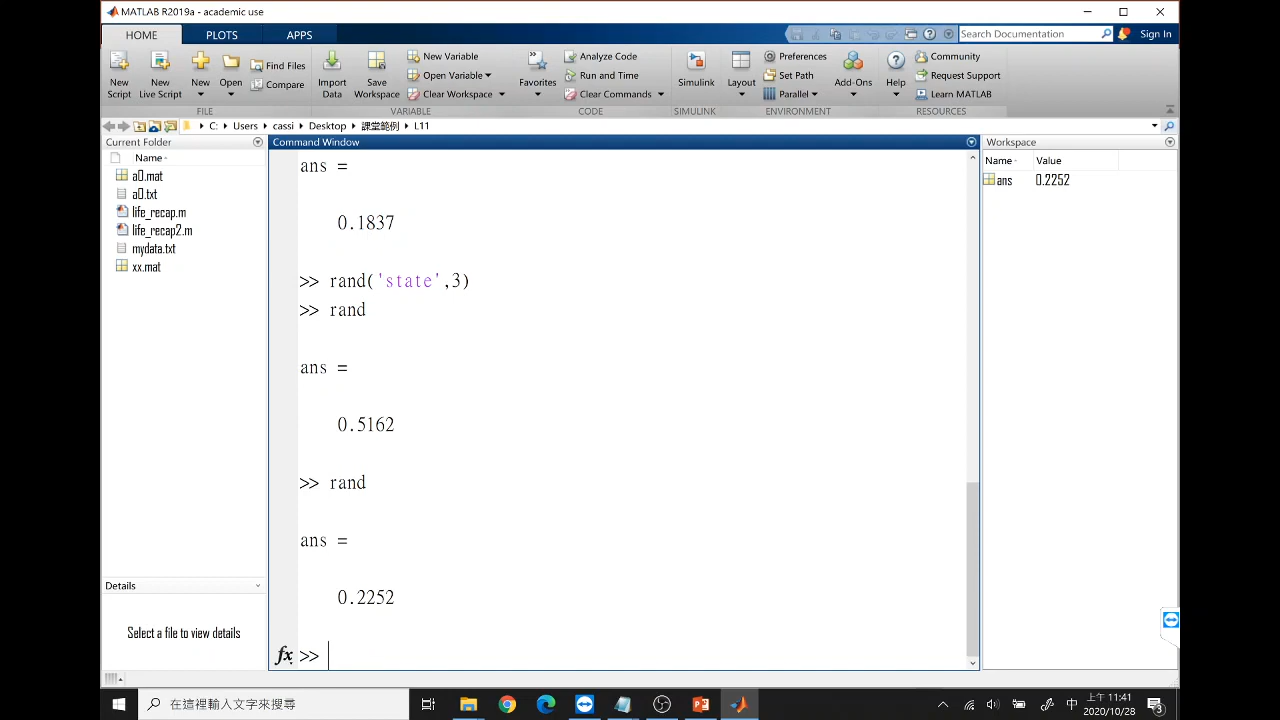 MATLAB R2019a - academic use
HOME PLOTS APPS
Search Documentation Sign In
New Script
New Live Script
New
Open
Find Files
Compare
Import Data
Save Workspace
New Variable
Open Variable
Clear Workspace
Favorites
Analyze Code
Run and Time
Clear Commands
Simulink
Layout
Preferences
Set Path
Parallel
Add-Ons
Help
Community
Request Support
Learn MATLAB
FILE VARIABLE CODE SIMULINK ENVIRONMENT RESOURCES
C: Users cassi Desktop 課堂範例 L11
Current Folder
Name
a0.mat
a0.txt
life_recap.m
life_recap2.m
mydata.txt
xx.mat
Details
Select a file to view details
Command Window
ans =
0.1837
>> rand('state',3)
>> rand
ans =
0.5162
>> rand
ans =
0.2252
fx >>
Workspace
Name Value
ans 0.2252
在這裡輸入文字來搜尋
中
上午 11:41
2020/10/28
3